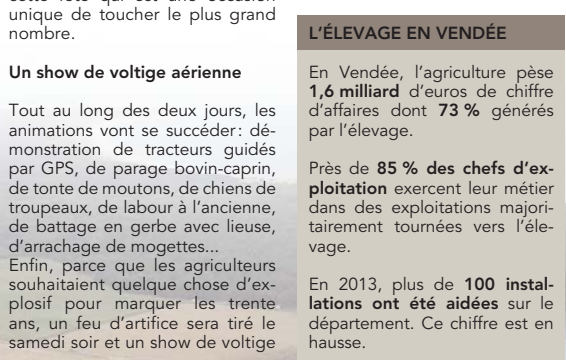 unique de toucher le plus grand
nombre.
Un show de voltige aérienne
Tout au long des deux jours, les
animations vont se succéder : dé-
monstration de tracteurs guidés
par GPS, de parage bovin-caprin,
de tonte de moutons, de chiens de
troupeaux, de labour à l'ancienne,
de battage en gerbe avec lieuse,
d'arrachage de mogettes...
Enfin, parce que les agriculteurs
souhaitaient quelque chose d'ex-
plosif pour marquer les trente
ans, un feu d'artifice sera tiré le
samedi soir et un show de voltige
L'ÉLEVAGE EN VENDÉE
En Vendée, l'agriculture pèse
1,6 milliard d'euros de chiffre
d'affaires dont 73 % générés
par l'élevage.
Près de 85 % des chefs d'ex-
ploitation exercent leur métier
dans des exploitations majori-
tairement tournées vers l'éle-
vage.
En 2013, plus de 100 instal-
lations ont été aidées sur le
département. Ce chiffre est en
hausse.